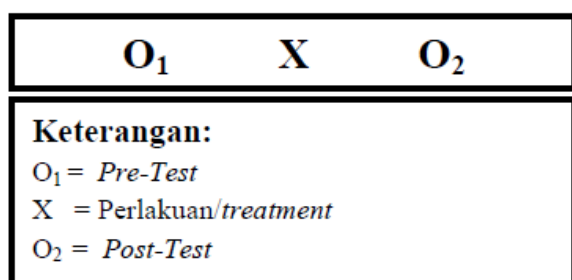 O₁ X O₂
Keterangan:
O₁ = Pre-Test
X = Perlakuan/treatment
O₂ = Post-Test